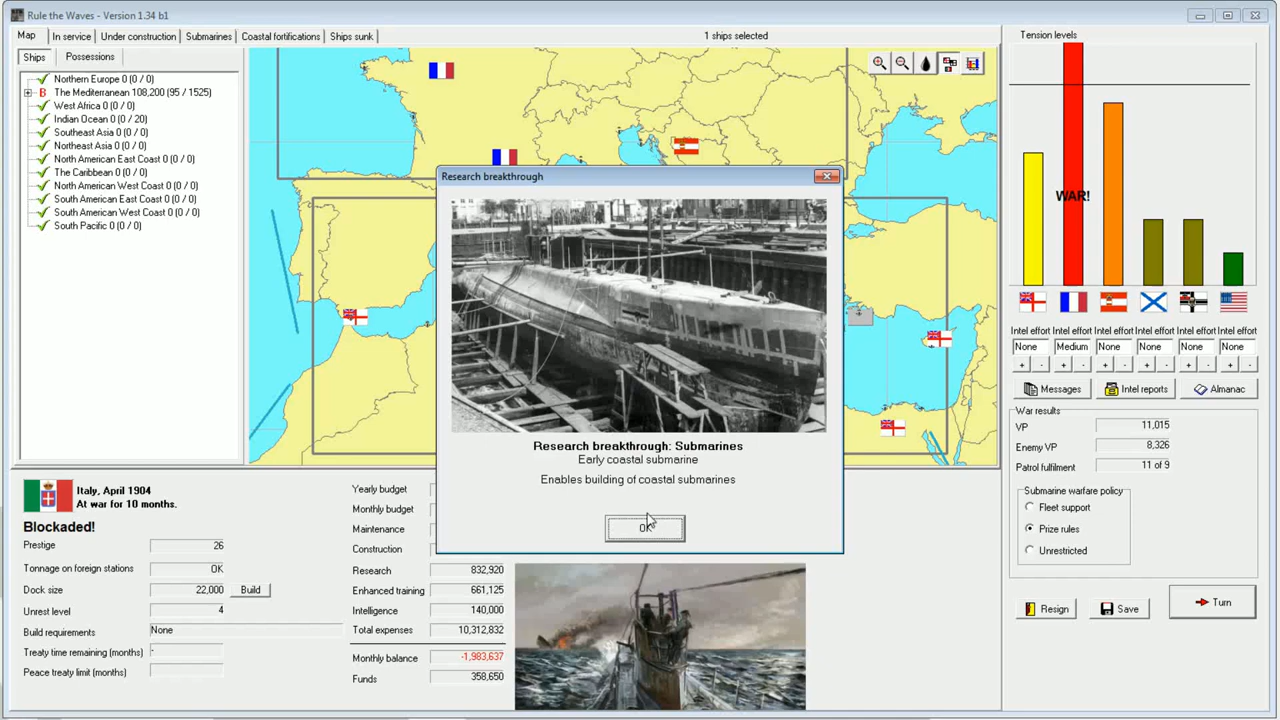 Rule the Waves - Version 1.34 b1
Map
In service
Under construction
Submarines
Coastal fortifications
Ships sunk
1 ships selected
Tension levels
Ships
Possessions
Northern Europe 0 (0 / 0)
B The Mediterranean 108,200 (95 / 1525)
West Africa 0 (0 / 0)
Indian Ocean 0 (0 / 20)
Southeast Asia 0 (0 / 0)
Northeast Asia 0 (0 / 0)
North American East Coast 0 (0 / 0)
The Caribbean 0 (0 / 0)
North American West Coast 0 (0 / 0)
South American East Coast 0 (0 / 0)
South American West Coast 0 (0 / 0)
South Pacific 0 (0 / 0)
Research breakthrough
Research breakthrough: Submarines
Early coastal submarine
Enables building of coastal submarines
OK
WAR!
Intel effort Intel effort Intel effort Intel effort Intel effort Intel effort
None Medium None None None None
+ - + - + - + - + - + -
Messages
Intel reports
Almanac
War results
VP 11,015
Enemy VP 8,326
Patrol fulfilment 11 of 9
Submarine warfare policy
Fleet support
Prize rules
Unrestricted
Resign
Save
Turn
Italy, April 1904
At war for 10 months.
Blockaded!
Prestige 26
Tonnage on foreign stations OK
Dock size 22,000 Build
Unrest level 4
Build requirements None
Treaty time remaining (months) -
Peace treaty limit (months)
Yearly budget
Monthly budget
Maintenance
Construction
Research 832,920
Enhanced training 661,125
Intelligence 140,000
Total expenses 10,312,832
Monthly balance -1,983,637
Funds 358,650